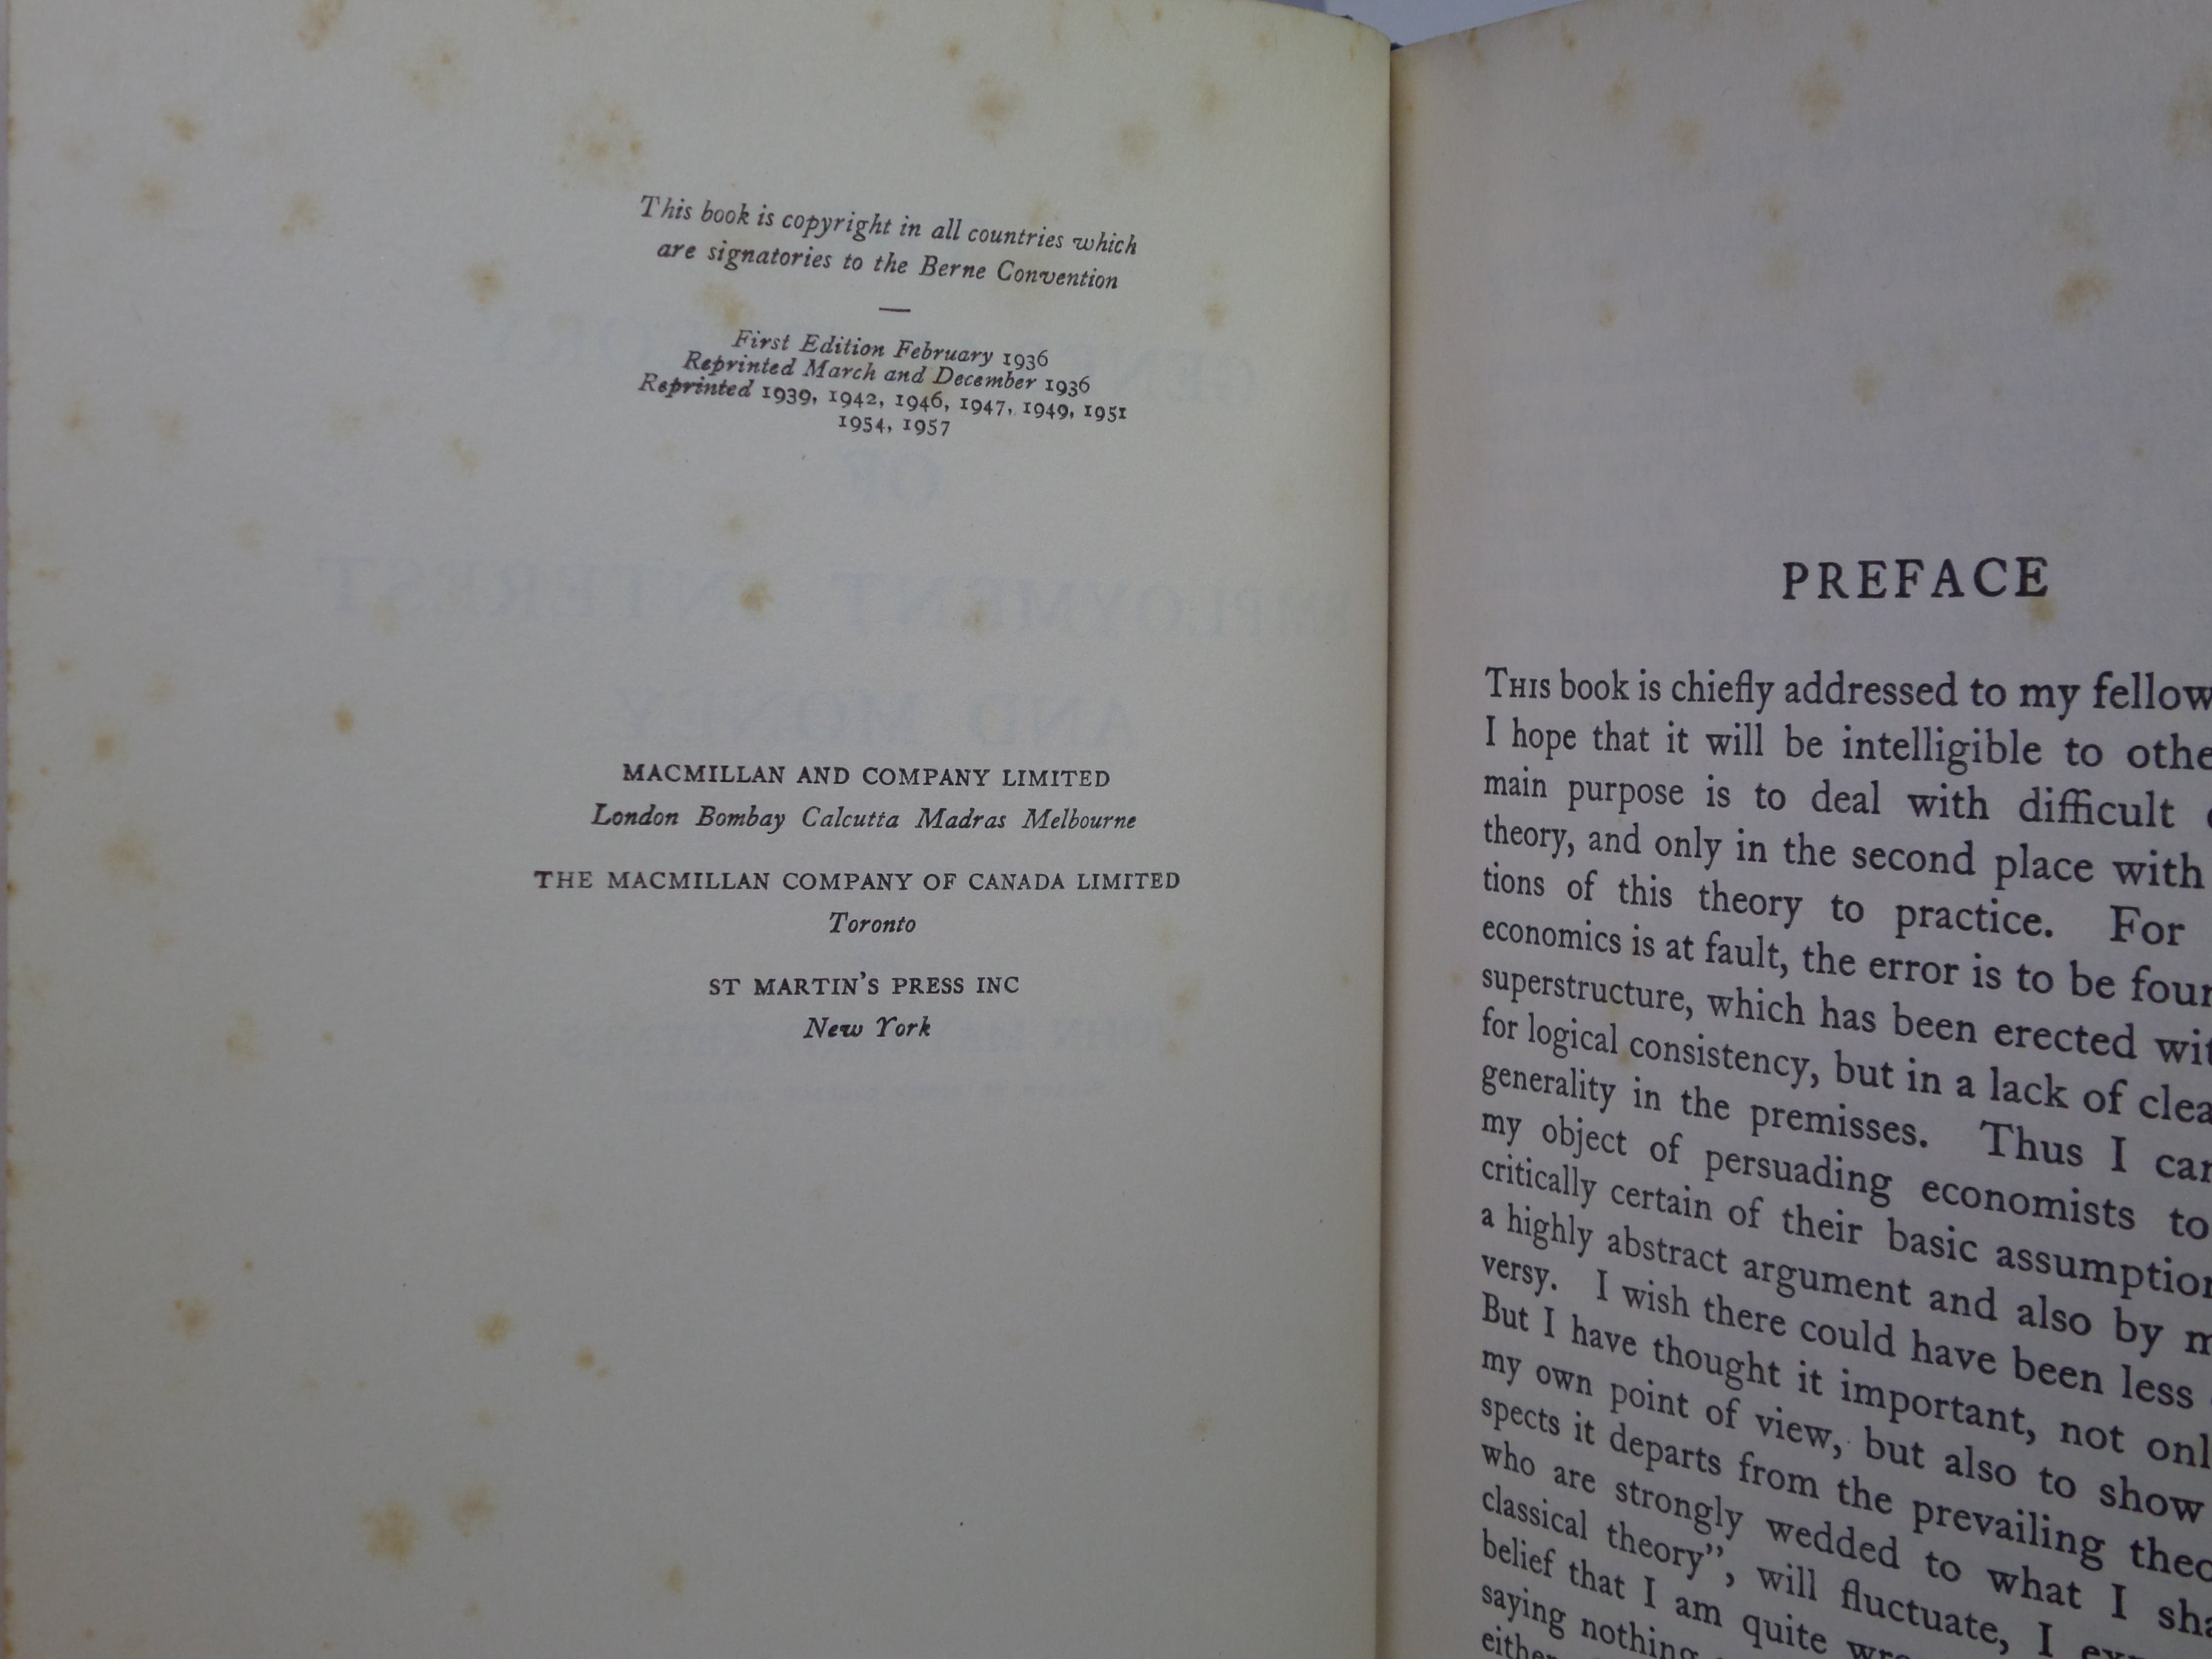 This book is copyright in all countries which
are signatories to the Berne Convention
First Edition February 1936
Reprinted March and December 1936
Reprinted 1939, 1942, 1946, 1947, 1949, 1951
1954, 1957
MACMILLAN AND COMPANY LIMITED
London Bombay Calcutta Madras Melbourne
THE MACMILLAN COMPANY OF CANADA LIMITED
Toronto
ST MARTIN'S PRESS INC
New York
PREFACE
THIS book is chiefly addressed to my fellow
I hope that it will be intelligible to othe
main purpose is to deal with difficult
theory, and only in the second place with
tions of this theory to practice. For
economics is at fault, the error is to be four
superstructure, which has been erected wit
for logical consistency, but in a lack of clea
generality in the premisses. Thus I can
my object of persuading economists to
critically certain of their basic assumption
a highly abstract argument and also by m
versy. I wish there could have been less
But I have thought it important, not onl
my own point of view, but also to show
spects it departs from the prevailing theo
who are strongly wedded to what I sha
classical theory", will fluctuate, I exp
belief that I am quite wro
saying nothing
either